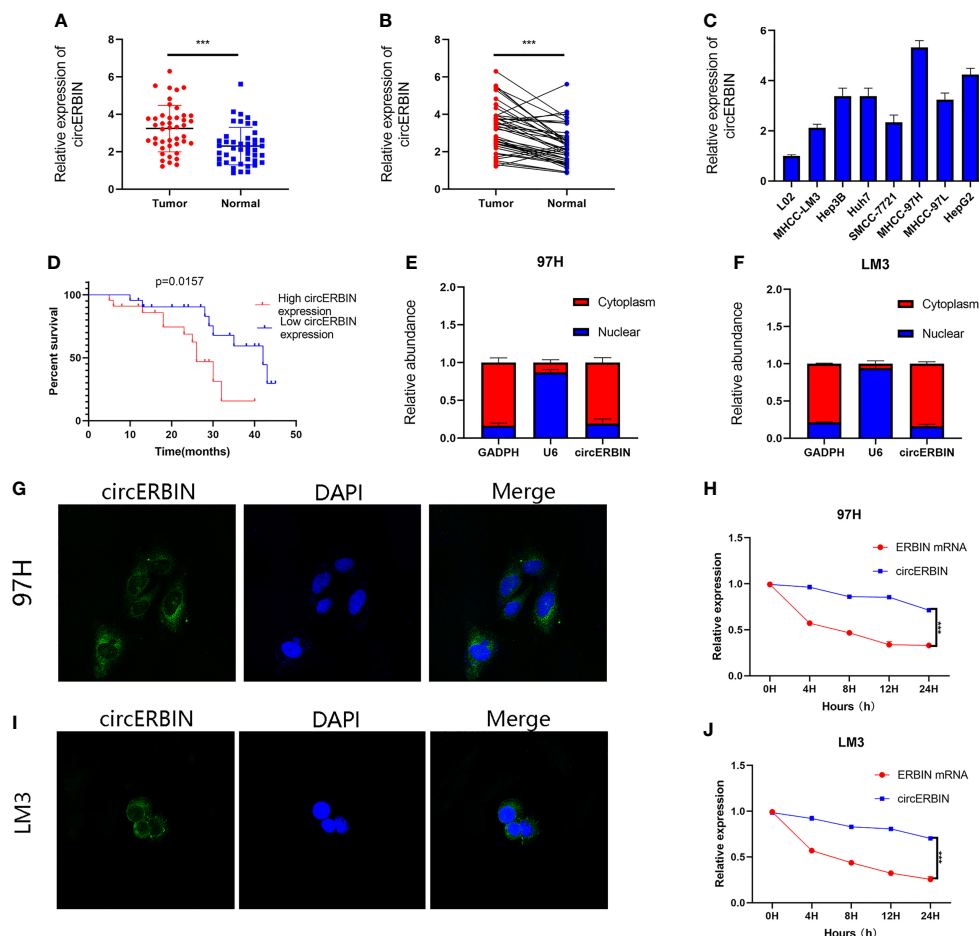 A
Relative expression of
circERBIN
8
6
4
2
0
***
Tumor
Normal
B
Relative expression of
circERBIN
8
6
4
2
0
***
Tumor
Normal
C
Relative expression of
circERBIN
6
4
2
0
L02
MHCC-LM3
Hep3B
Huh7
SMCC-7721
MHCC-97H
MHCC-97L
HepG2
D
p=0.0157
Percent survival
100
50
0
0
10
20
30
40
50
Time(months)
High circERBIN
expression
Low circERBIN
expression
E
97H
Relative abundance
2.0
1.5
1.0
0.5
0.0
Cytoplasm
Nuclear
GADPH
U6
circERBIN
F
LM3
Relative abundance
2.0
1.5
1.0
0.5
0.0
Cytoplasm
Nuclear
GADPH
U6
circERBIN
G
circERBIN
DAPI
Merge
97H
H
97H
Relative expression
1.5
1.0
0.5
0.0
ERBIN mRNA
circERBIN
***
0H
4H
8H
12H
24H
Hours（h）
I
circERBIN
DAPI
Merge
LM3
J
LM3
Relative expression
1.5
1.0
0.5
0.0
ERBIN mRNA
circERBIN
***
0H
4H
8H
12H
24H
Hours（h）